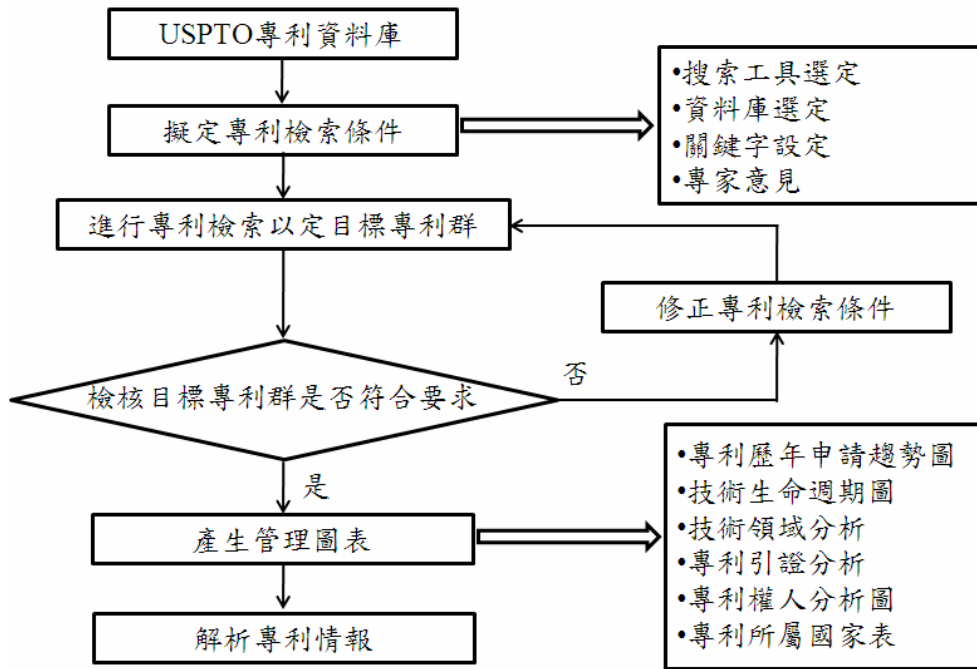 USPTO專利資料庫
擬定專利檢索條件
•搜索工具選定
•資料庫選定
•關鍵字設定
•專家意見
進行專利檢索以定目標專利群
修正專利檢索條件
檢核目標專利群是否符合要求
否
是
產生管理圖表
•專利歷年申請趨勢圖
•技術生命週期圖
•技術領域分析
•專利引證分析
•專利權人分析圖
•專利所屬國家表
解析專利情報